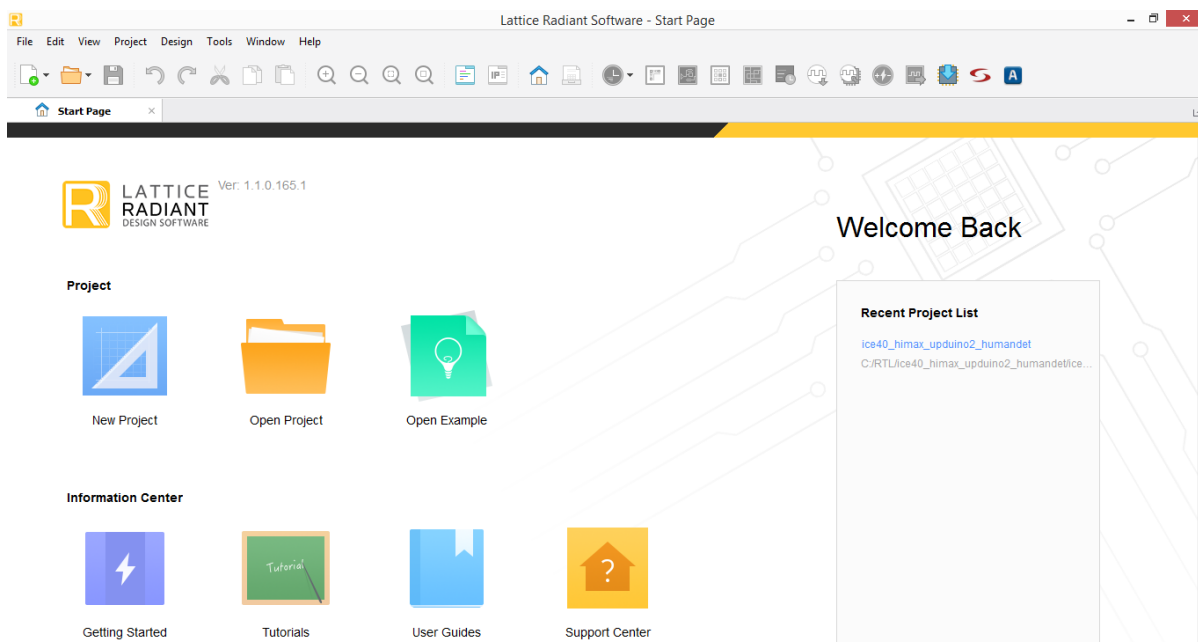 Lattice Radiant Software - Start Page
File Edit View Project Design Tools Window Help
IP
A
Start Page
LATTICE
RADIANT
DESIGN SOFTWARE
Ver: 1.1.0.165.1
Welcome Back
Project
New Project
Open Project
Open Example
Recent Project List
ice40_himax_upduino2_humandet
C:/RTL/ice40_himax_upduino2_humandet/ice...
Information Center
Tutorial
?
Getting Started
Tutorials
User Guides
Support Center